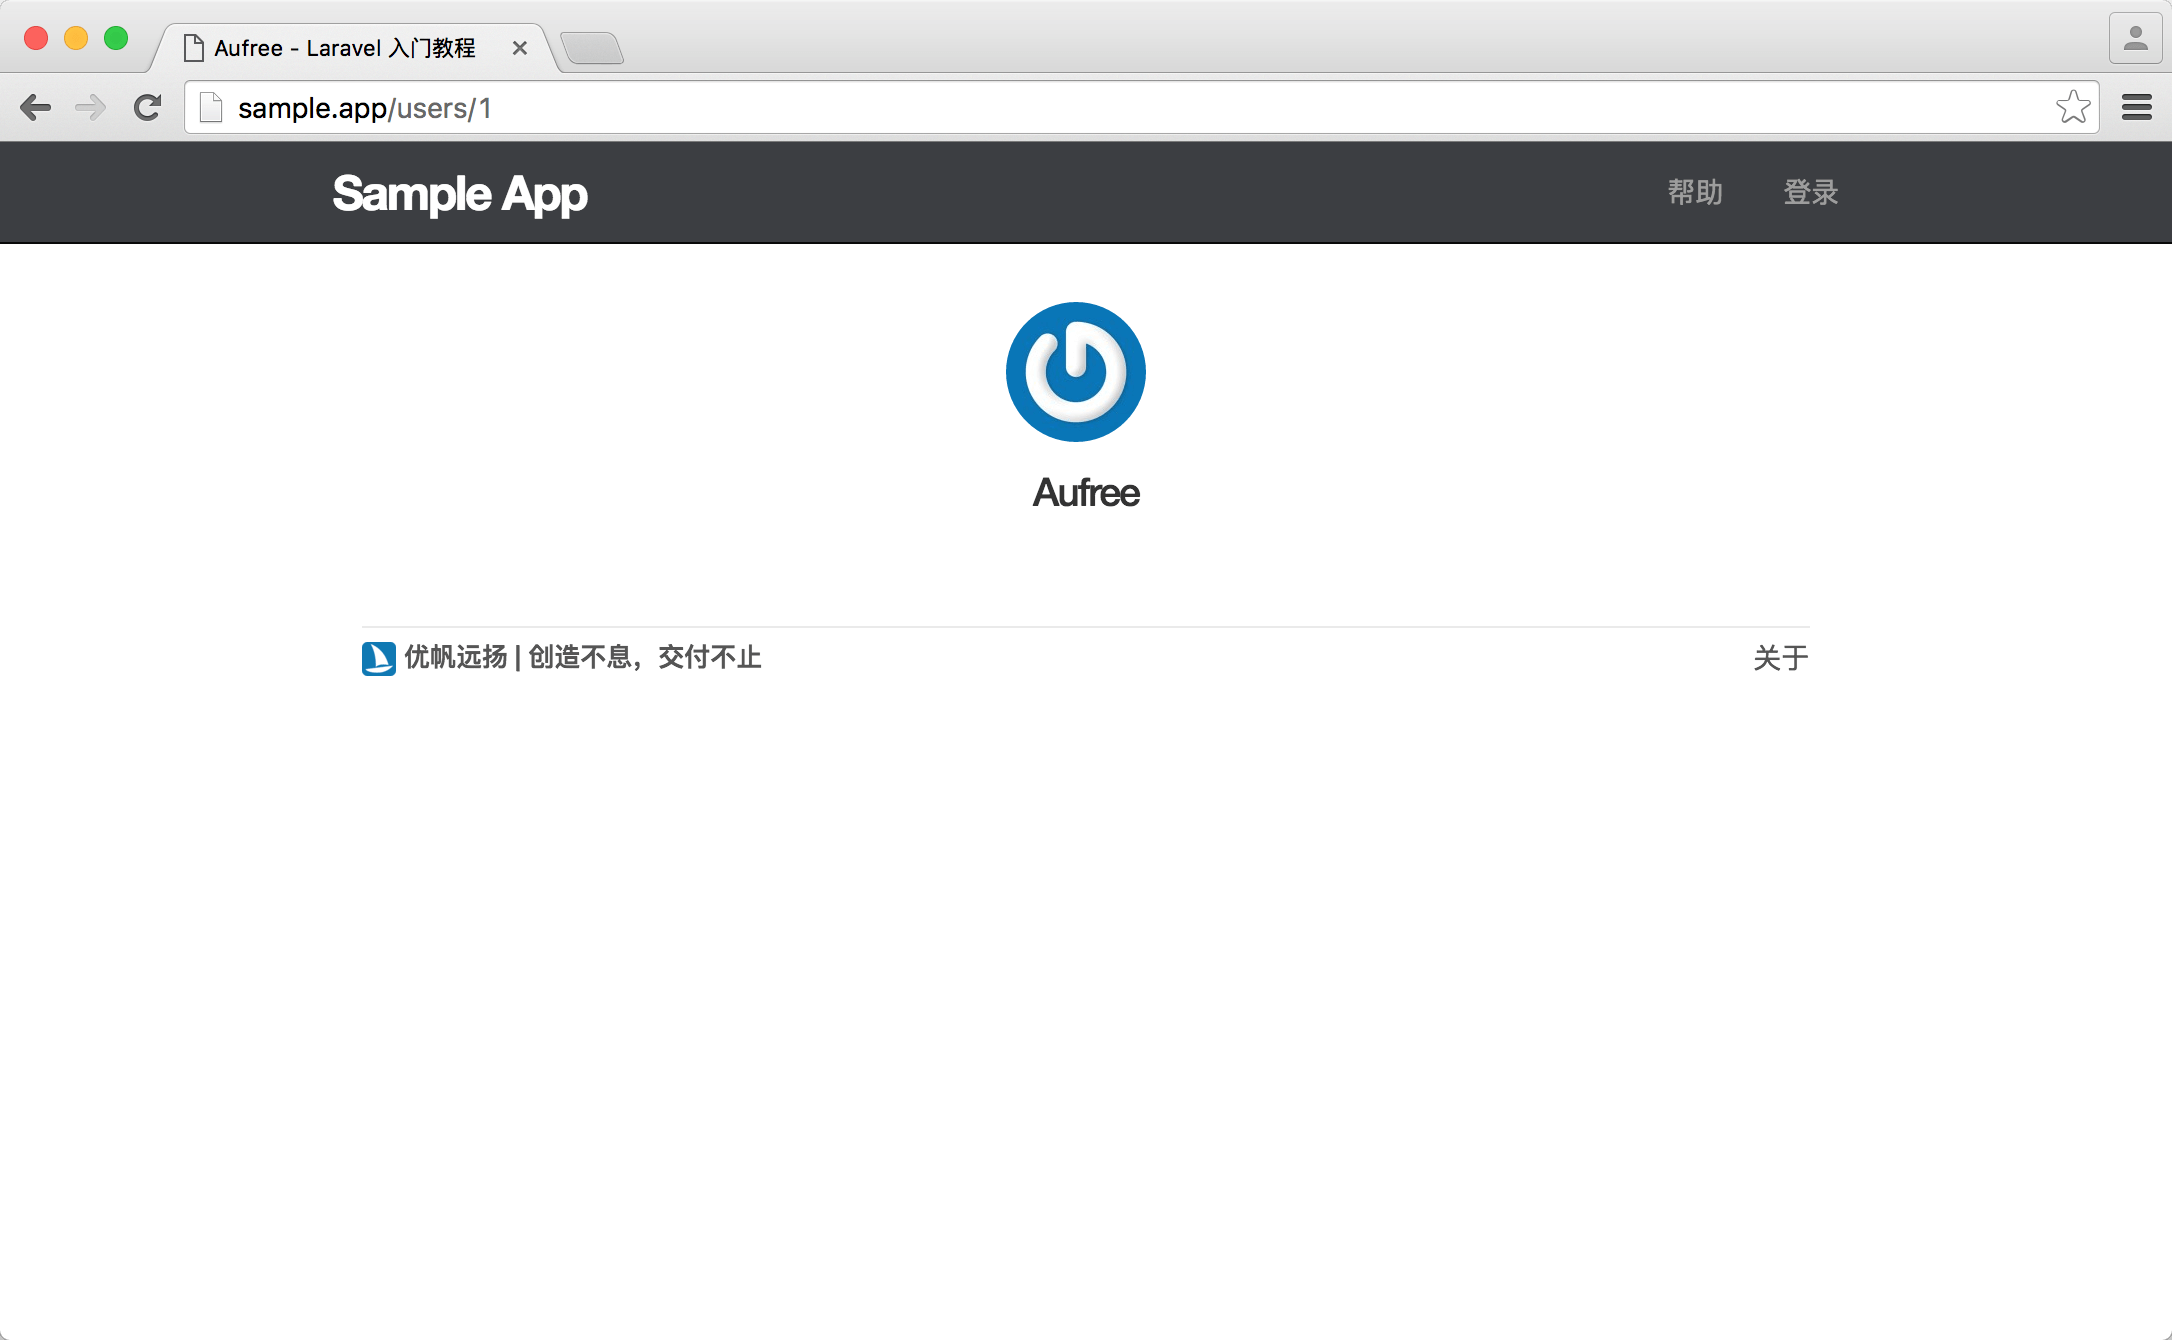 Aufree - Laravel 入门教程
sample.app/users/1
Sample App
帮助
登录
Aufree
优帆远扬 | 创造不息，交付不止
关于